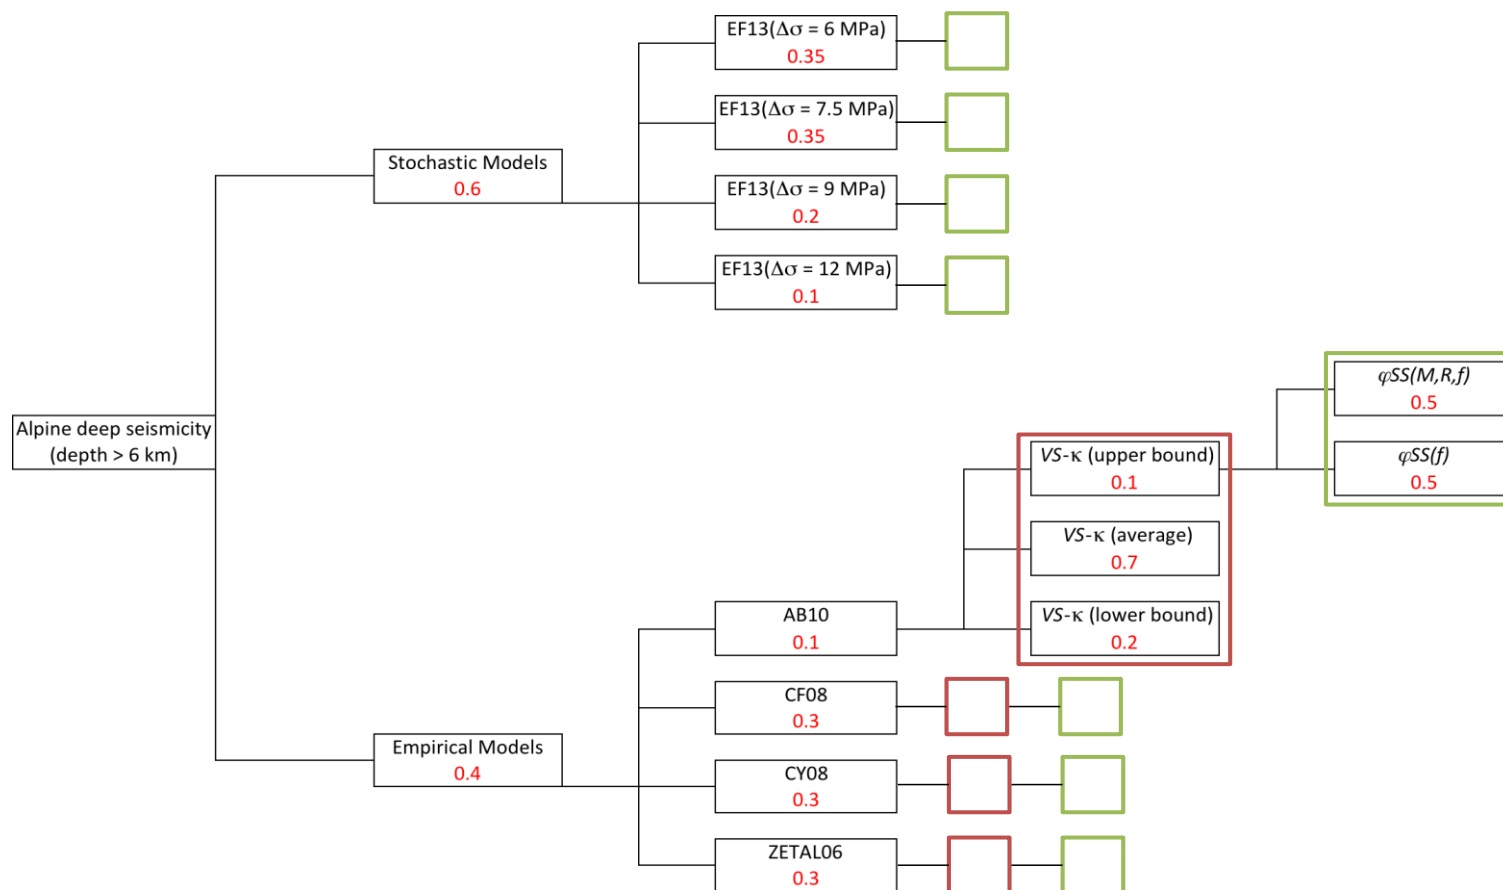 EF13(Δσ = 6 MPa)
0.35
EF13(Δσ = 7.5 MPa)
0.35
Stochastic Models
0.6
EF13(Δσ = 9 MPa)
0.2
EF13(Δσ = 12 MPa)
0.1
Alpine deep seismicity
(depth > 6 km)
φSS(M,R,f)
0.5
φSS(f)
0.5
VS-κ (upper bound)
0.1
VS-κ (average)
0.7
VS-κ (lower bound)
0.2
AB10
0.1
CF08
0.3
Empirical Models
0.4
CY08
0.3
ZETAL06
0.3